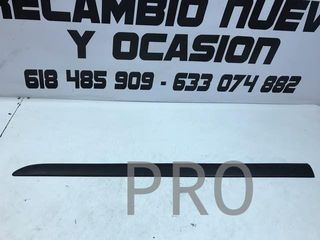 RECAMBIO NUEV
Y OCASION
618 485 909 - 633 074 882
PRO